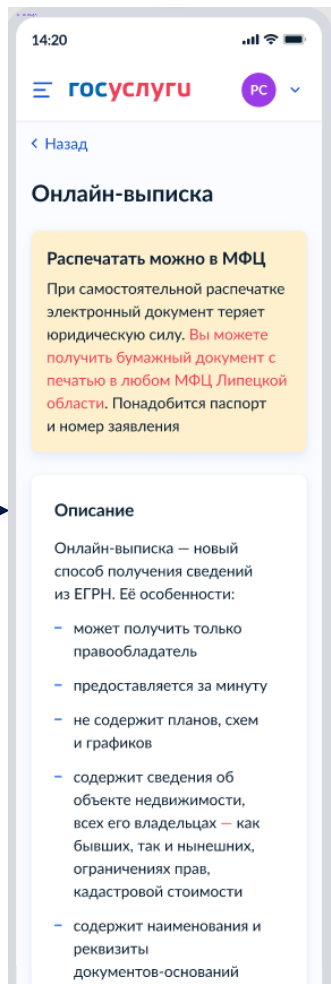 14:20
госуслуги
РС
Назад
Онлайн-выписка
Распечатать можно в МФЦ
При самостоятельной распечатке
электронный документ теряет
юридическую силу. Вы можете
получить бумажный документ с
печатью в любом МФЦ Липецкой
области. Понадобится паспорт
и номер заявления
Описание
Онлайн-выписка — новый
способ получения сведений
из ЕГРН. Её особенности:
– может получить только
правообладатель
– предоставляется за минуту
– не содержит планов, схем
и графиков
– содержит сведения об
объекте недвижимости,
всех его владельцах — как
бывших, так и нынешних,
ограничениях прав,
кадастровой стоимости
– содержит наименования и
реквизиты
документов-оснований